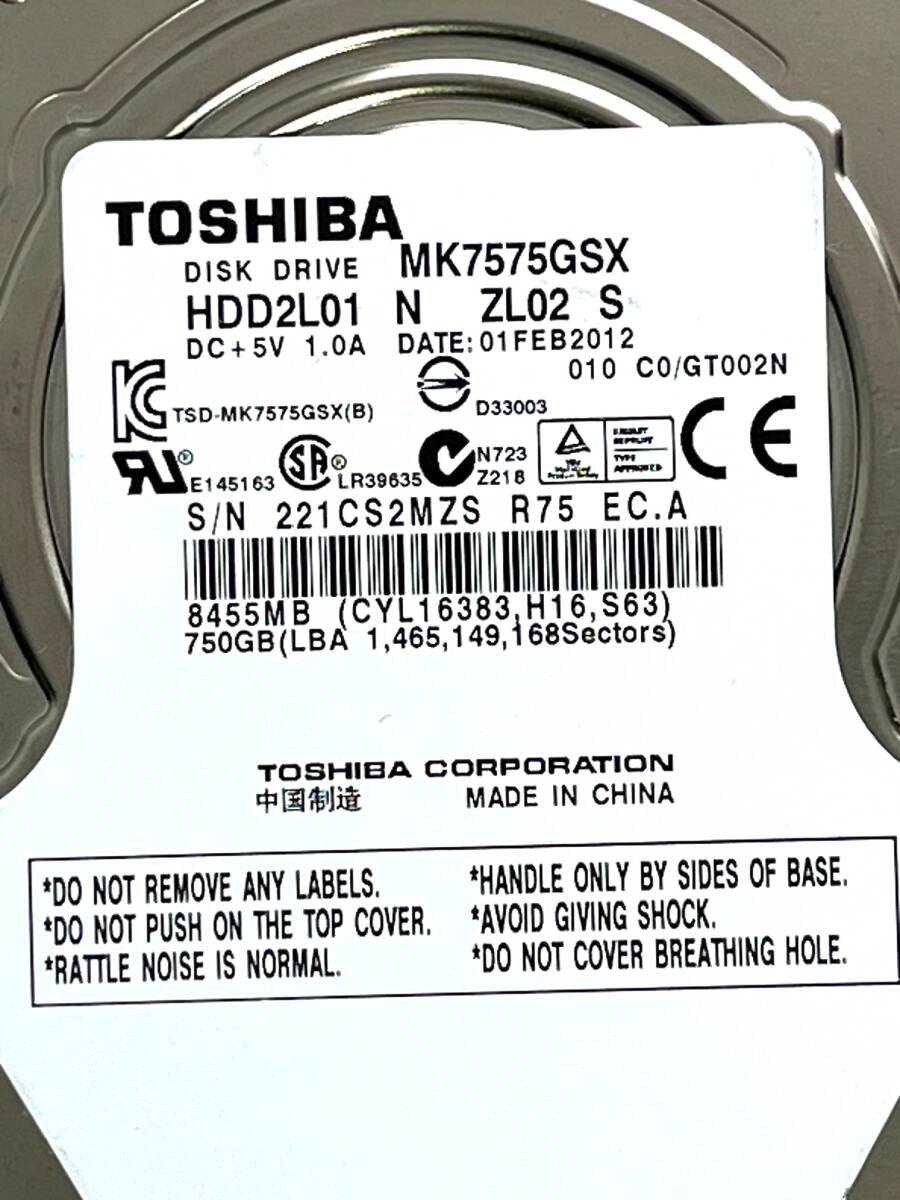 TOSHIBA
DISK DRIVE MK7575GSX
HDD2L01 N ZL02 S
DC+5V 1.0A DATE:01FEB2012
010 C0/GT002N
TSD-MK7575GSX(B)
D33003
E145163 LR39635 N723
Z218
TYPE
APPROVED
CE
S/N 221CS2MZS R75 EC.A
8455MB (CYL16383,H16,S63)
750GB(LBA 1,465,149,168Sectors)
TOSHIBA CORPORATION
中国制造 MADE IN CHINA
*DO NOT REMOVE ANY LABELS.
*DO NOT PUSH ON THE TOP COVER.
*RATTLE NOISE IS NORMAL.
*HANDLE ONLY BY SIDES OF BASE.
*AVOID GIVING SHOCK.
*DO NOT COVER BREATHING HOLE.